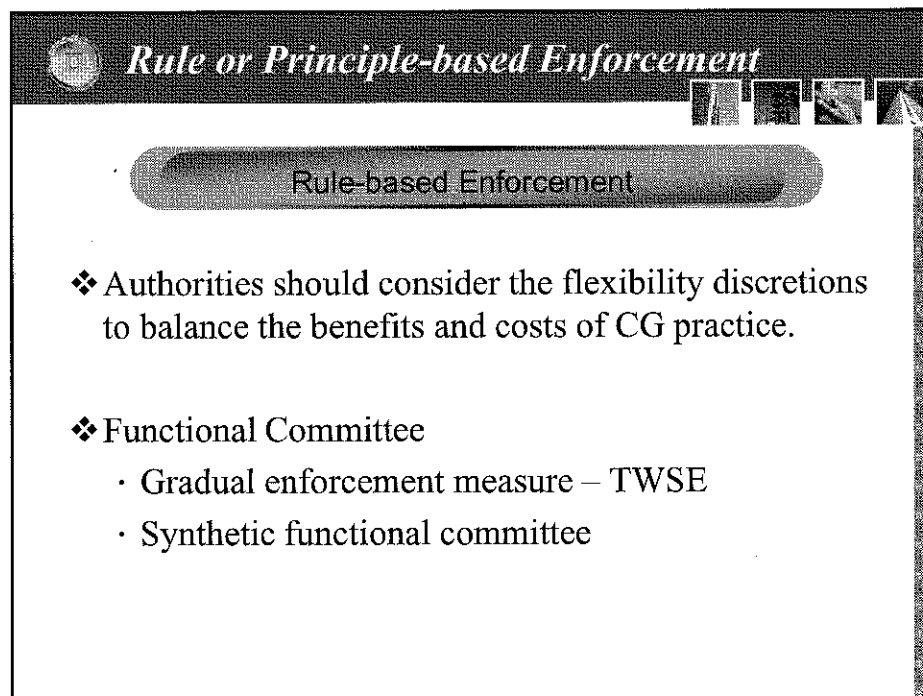 Rule or Principle-based Enforcement
Rule-based Enforcement
❖ Authorities should consider the flexibility discretions
to balance the benefits and costs of CG practice.
❖ Functional Committee
· Gradual enforcement measure – TWSE
· Synthetic functional committee